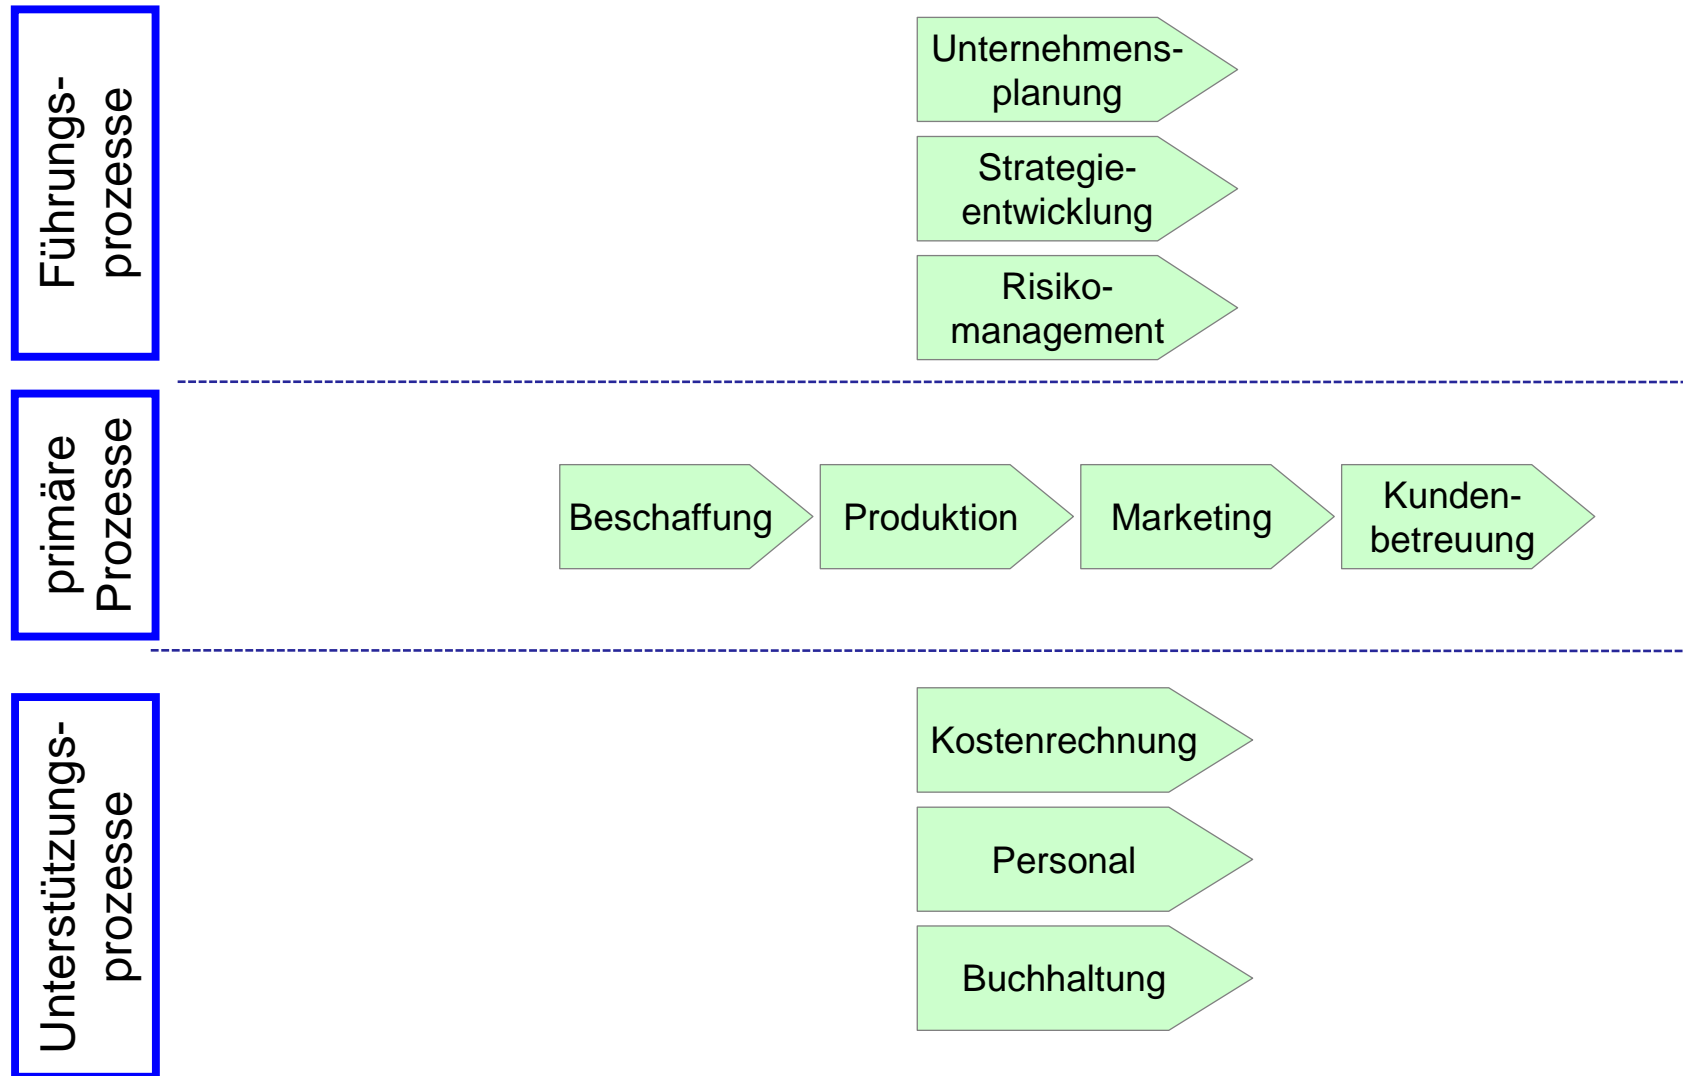 Führungs-
prozesse
Unternehmens-
planung
Strategie-
entwicklung
Risiko-
management
primäre
Prozesse
Beschaffung
Produktion
Marketing
Kunden-
betreuung
Unterstützungs-
prozesse
Kostenrechnung
Personal
Buchhaltung